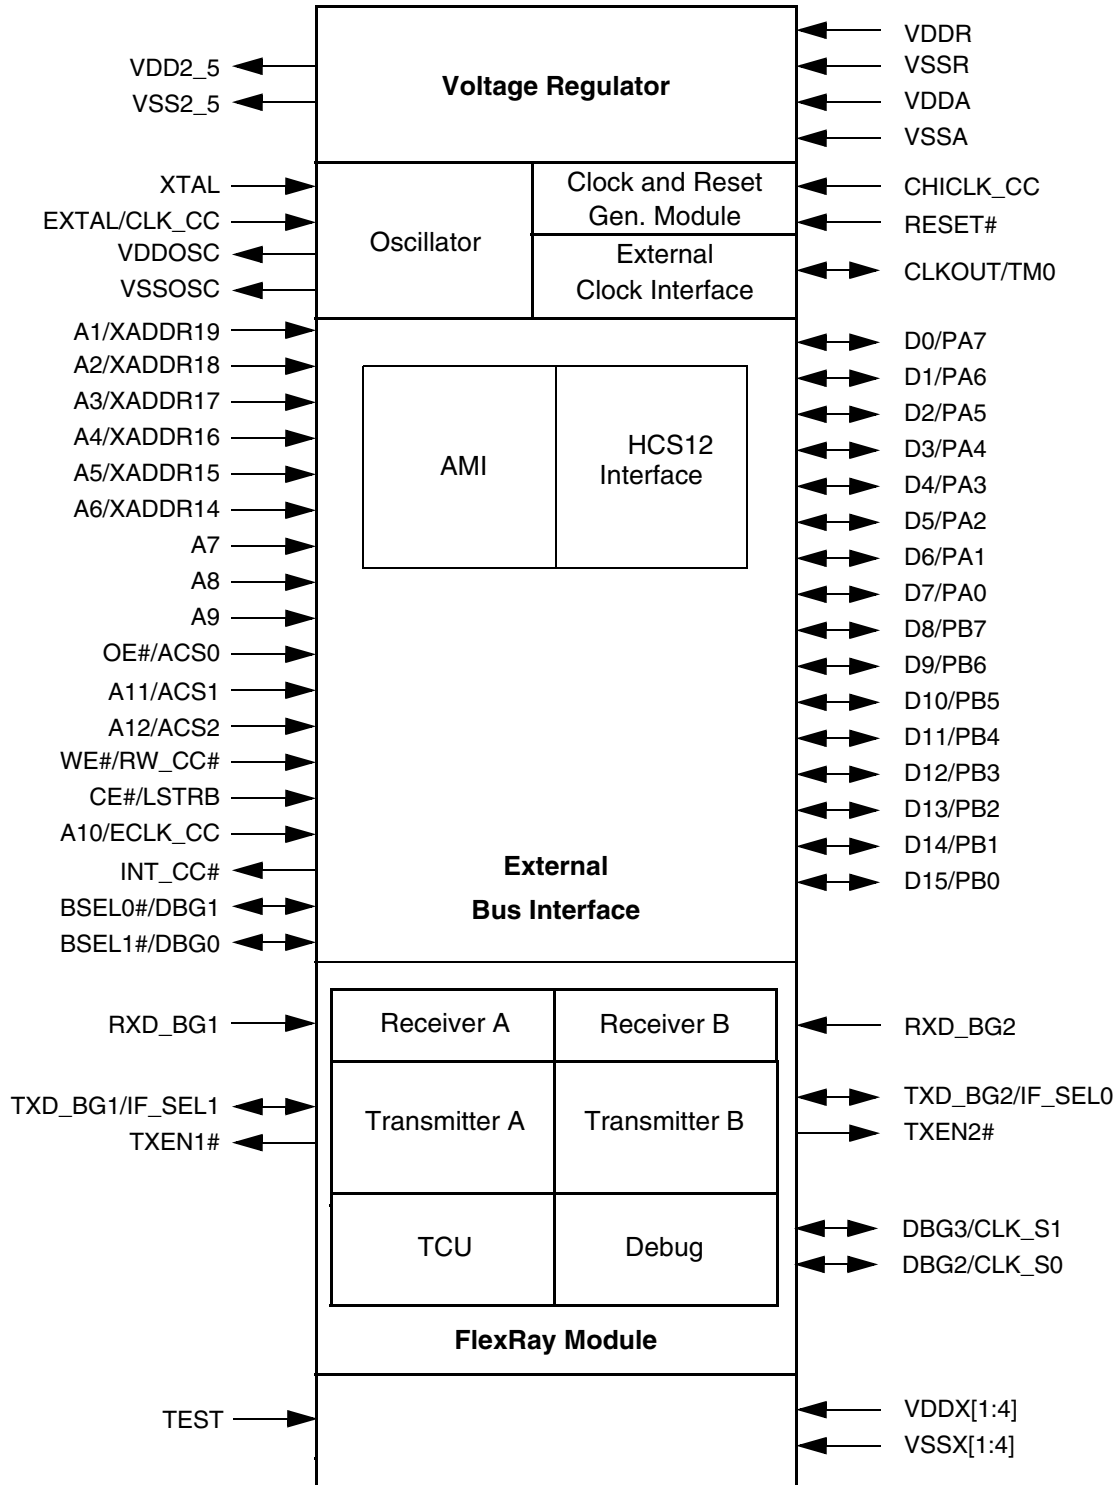 VDD2_5
VSS2_5
Voltage Regulator
VDDR
VSSR
VDDA
VSSA
XTAL
EXTAL/CLK_CC
VDDOSC
VSSOSC
Oscillator
Clock and Reset
Gen. Module
External
Clock Interface
CHICLK_CC
RESET#
CLKOUT/TM0
A1/XADDR19
A2/XADDR18
A3/XADDR17
A4/XADDR16
A5/XADDR15
A6/XADDR14
A7
A8
A9
OE#/ACS0
A11/ACS1
A12/ACS2
WE#/RW_CC#
CE#/LSTRB
A10/ECLK_CC
INT_CC#
BSEL0#/DBG1
BSEL1#/DBG0
AMI
HCS12
Interface
External
Bus Interface
D0/PA7
D1/PA6
D2/PA5
D3/PA4
D4/PA3
D5/PA2
D6/PA1
D7/PA0
D8/PB7
D9/PB6
D10/PB5
D11/PB4
D12/PB3
D13/PB2
D14/PB1
D15/PB0
RXD_BG1
TXD_BG1/IF_SEL1
TXEN1#
Receiver A
Receiver B
Transmitter A
Transmitter B
TCU
Debug
FlexRay Module
RXD_BG2
TXD_BG2/IF_SEL0
TXEN2#
DBG3/CLK_S1
DBG2/CLK_S0
TEST
VDDX[1:4]
VSSX[1:4]